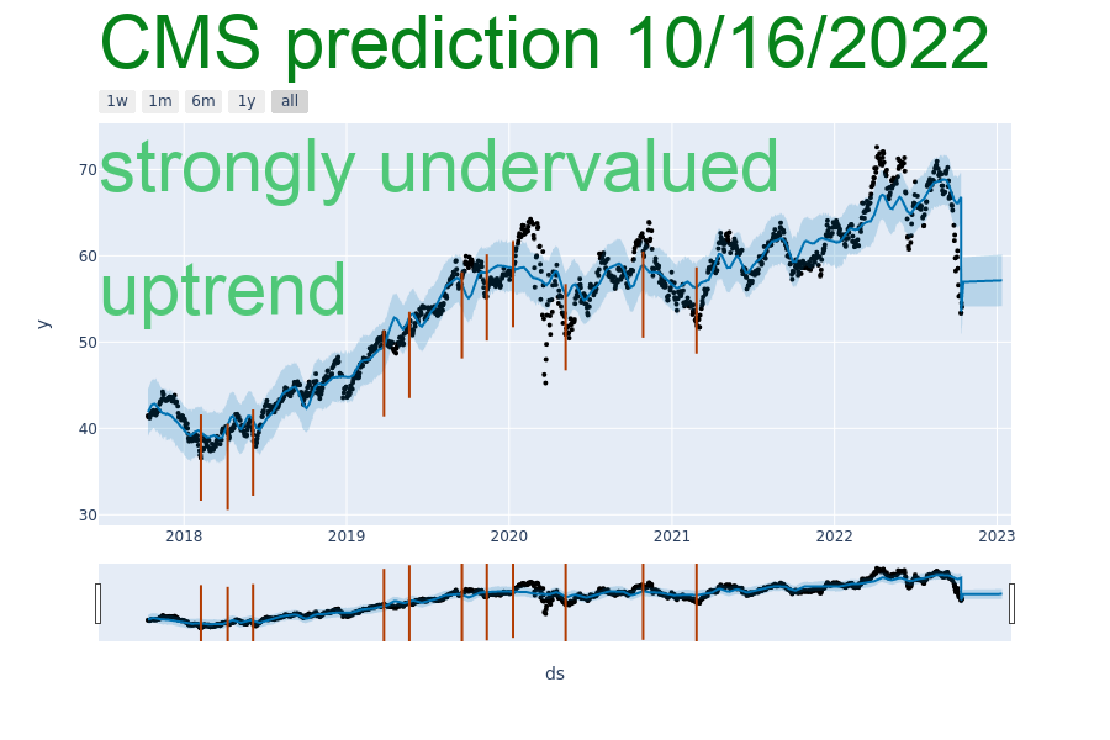 CMS prediction 10/16/2022
1w 1m 6m 1y all
strongly undervalued
uptrend
70
60
50
40
30
y
2018 2019 2020 2021 2022 2023
ds